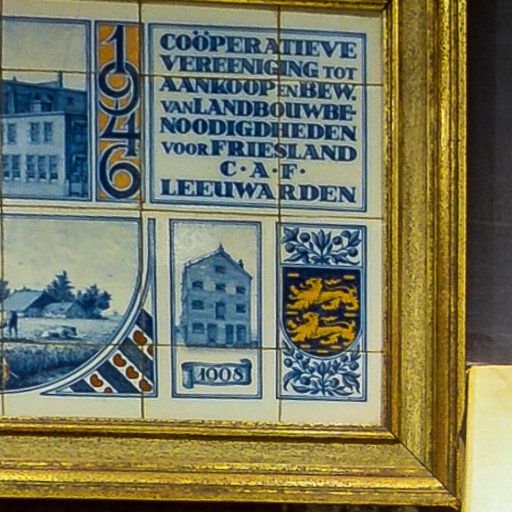 1946
COÖPERATIEVE
VEREENIGING TOT
AANKOOP EN BEW.
VAN LANDBOUWBE-
NOODIGDHEDEN
VOOR FRIESLAND
C·A·F·
LEEUWARDEN
1908